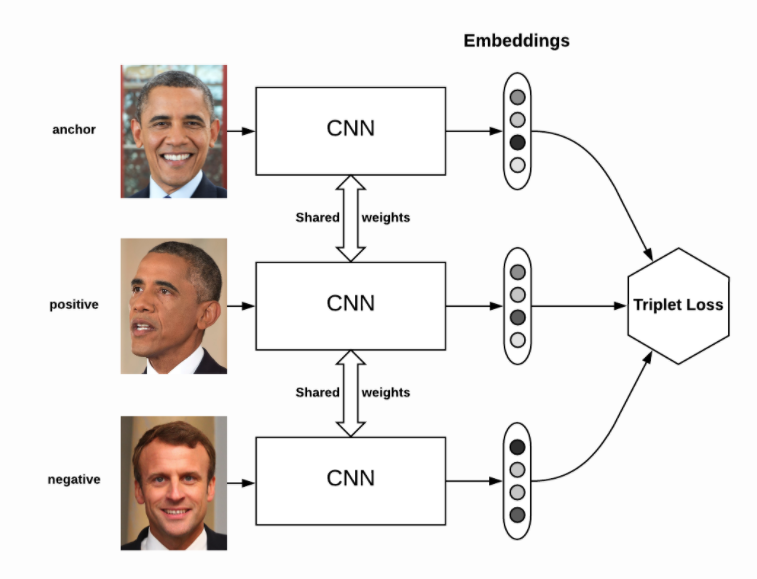 Embeddings
anchor
CNN
Shared weights
positive
CNN
Triplet Loss
Shared weights
negative
CNN